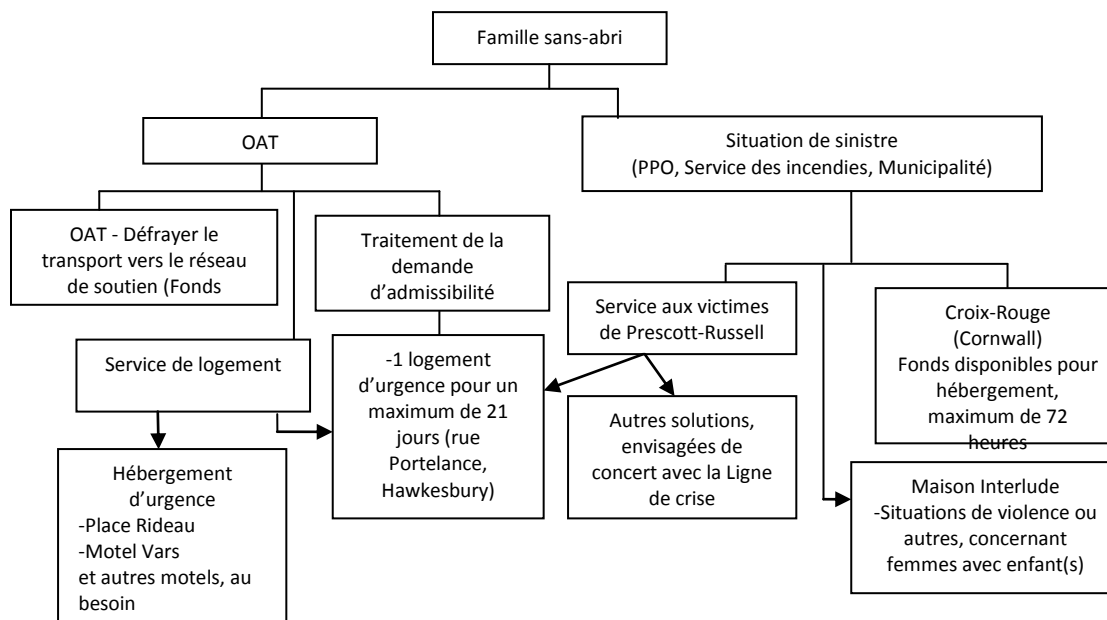 Famille sans-abri
OAT
Situation de sinistre
(PPO, Service des incendies, Municipalité)
OAT - Défrayer le
transport vers le réseau
de soutien (Fonds
Traitement de la
demande
d’admissibilité
Service aux victimes
de Prescott-Russell
Croix-Rouge
(Cornwall)
Fonds disponibles pour
hébergement,
maximum de 72
heures
Service de logement
-1 logement
d’urgence pour un
maximum de 21
jours (rue
Portelance,
Hawkesbury)
Autres solutions,
envisagées de
concert avec la Ligne
de crise
Hébergement
d’urgence
-Place Rideau
-Motel Vars
et autres motels, au
besoin
Maison Interlude
-Situations de violence ou
autres, concernant
femmes avec enfant(s)